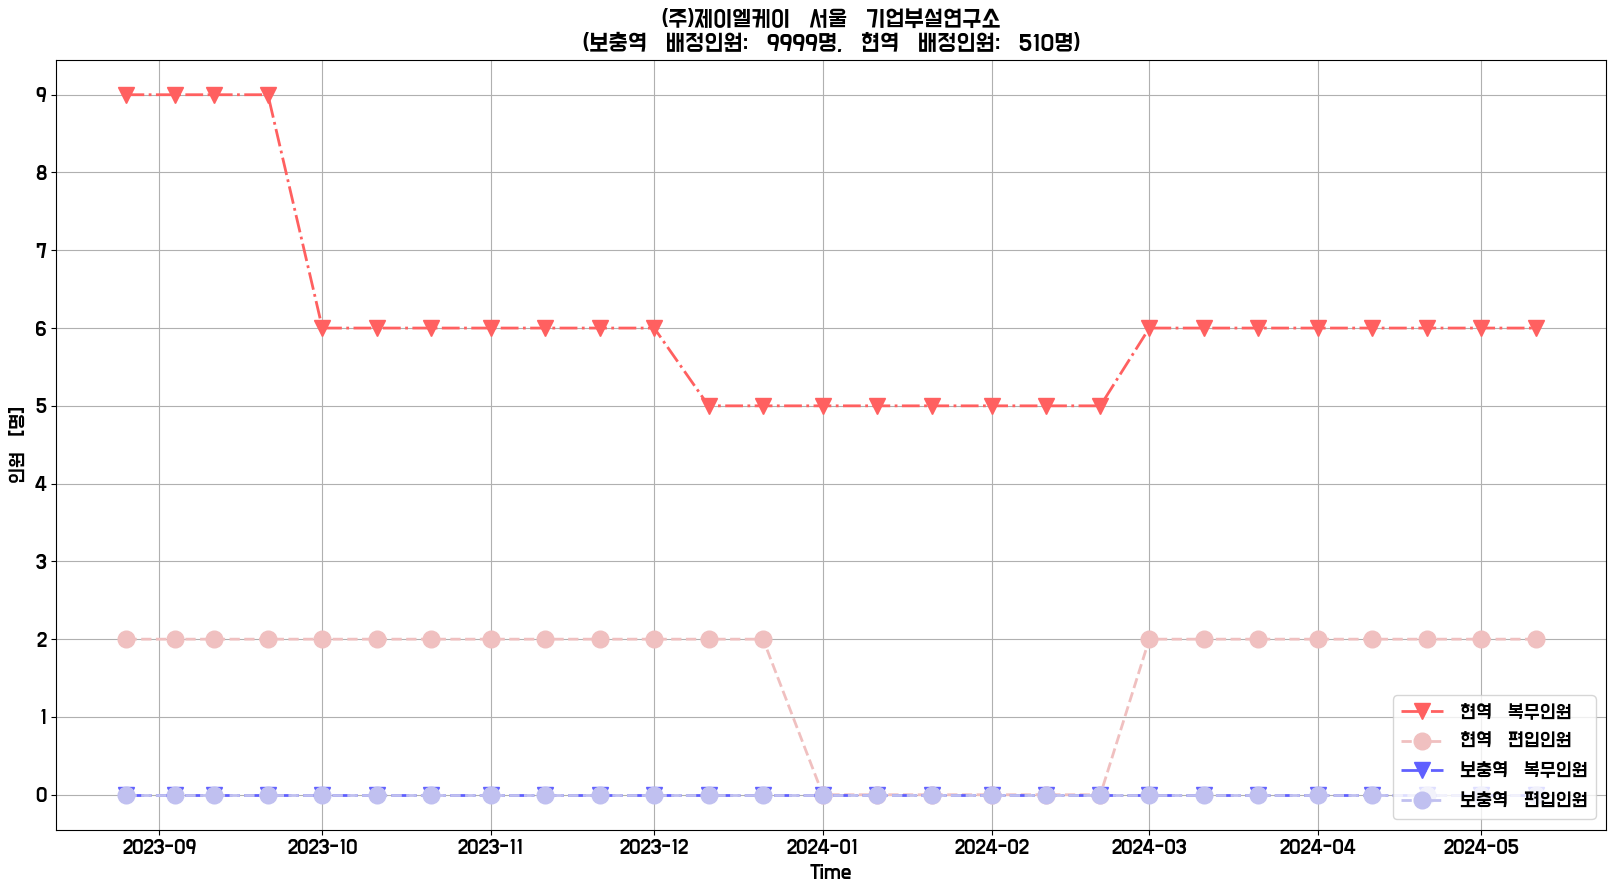 (주)제이엘케이 서울 기업부설연구소
(보충역 배정인원: 9999명, 현역 배정인원: 510명)
인원 [명]
9
8
7
6
5
4
3
2
1
0
현역 복무인원
현역 편입인원
보충역 복무인원
보충역 편입인원
2023-09 2023-10 2023-11 2023-12 2024-01 2024-02 2024-03 2024-04 2024-05
Time